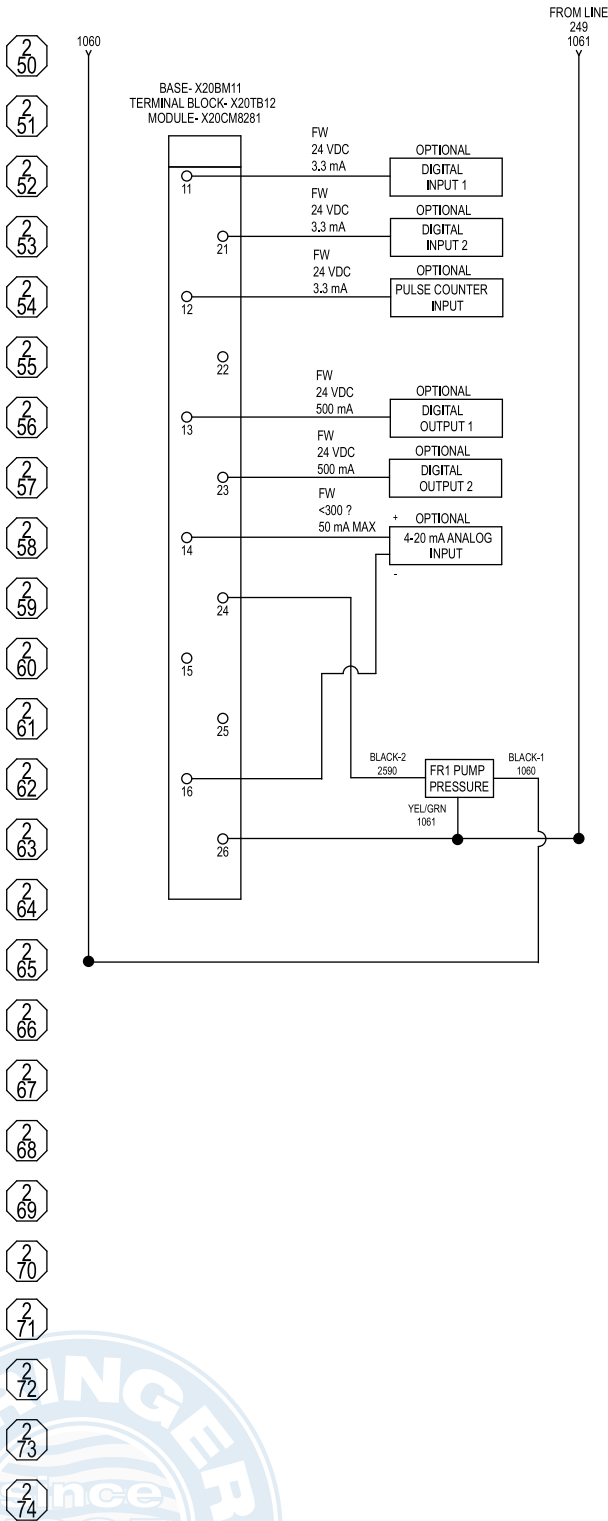 FROM LINE
249
1061
1060
2
50
2
51
2
52
2
53
2
54
2
55
2
56
2
57
2
58
2
59
2
60
2
61
2
62
2
63
2
64
2
65
2
66
2
67
2
68
2
69
2
70
2
71
2
72
2
73
2
74
BASE- X20BM11
TERMINAL BLOCK- X20TB12
MODULE- X20CM8281
11
FW
24 VDC
3.3 mA
OPTIONAL
DIGITAL
INPUT 1
21
FW
24 VDC
3.3 mA
OPTIONAL
DIGITAL
INPUT 2
12
FW
24 VDC
3.3 mA
OPTIONAL
PULSE COUNTER
INPUT
22
13
FW
24 VDC
500 mA
OPTIONAL
DIGITAL
OUTPUT 1
23
FW
24 VDC
500 mA
OPTIONAL
DIGITAL
OUTPUT 2
14
FW
<300 ?
50 mA MAX
+ OPTIONAL
4-20 mA ANALOG
INPUT
-
24
15
25
16
BLACK-2
2590
FR1 PUMP
PRESSURE
BLACK-1
1060
YEL/GRN
1061
26
INGER
since